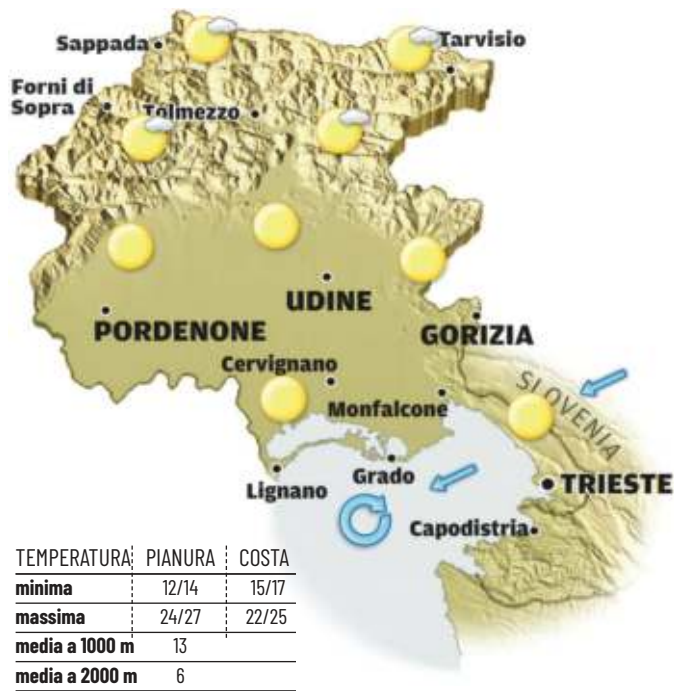 Sappada
Tarvisio
Forni di
Sopra
Tolmezzo
UDINE
PORDENONE
GORIZIA
Cervignano
SLOVENIA
Monfalcone
Grado
Lignano
TRIESTE
Capodistria
TEMPERATURA PIANURA COSTA
minima 12/14 15/17
massima 24/27 22/25
media a 1000 m 13
media a 2000 m 6